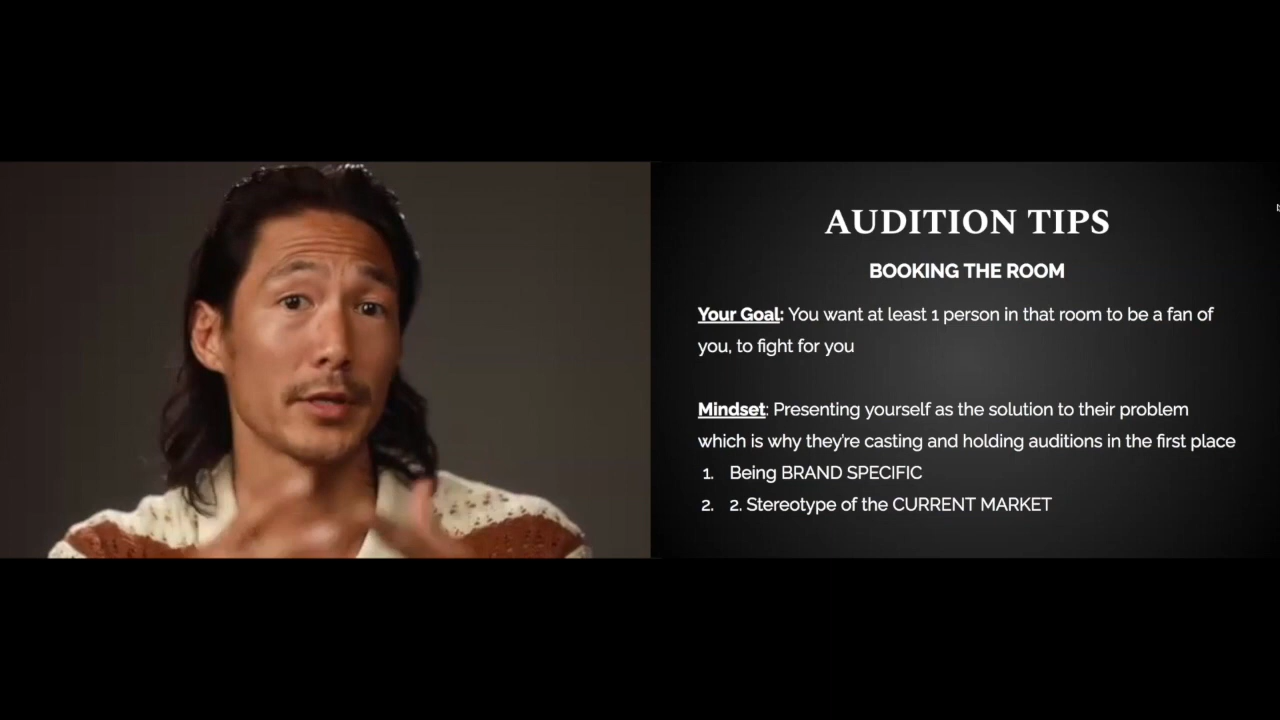 AUDITION TIPS
BOOKING THE ROOM
Your Goal: You want at least 1 person in that room to be a fan of
you, to fight for you
Mindset: Presenting yourself as the solution to their problem
which is why they're casting and holding auditions in the first place
1. Being BRAND SPECIFIC
2. 2. Stereotype of the CURRENT MARKET